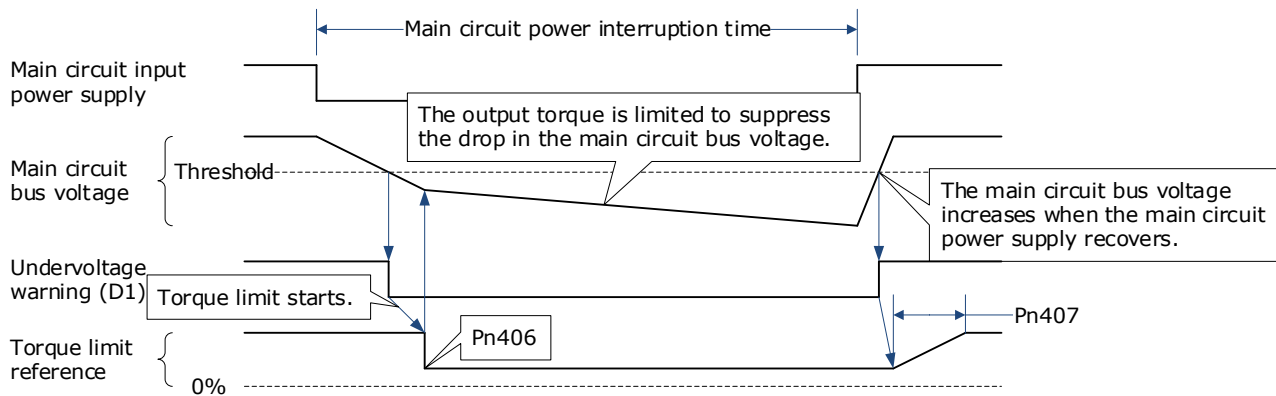 Main circuit power interruption time
Main circuit input
power supply
The output torque is limited to suppress
the drop in the main circuit bus voltage.
Main circuit
bus voltage
Threshold
The main circuit bus voltage
increases when the main circuit
power supply recovers.
Undervoltage
warning (D1)
Torque limit starts.
Pn406
Pn407
Torque limit
reference
0%